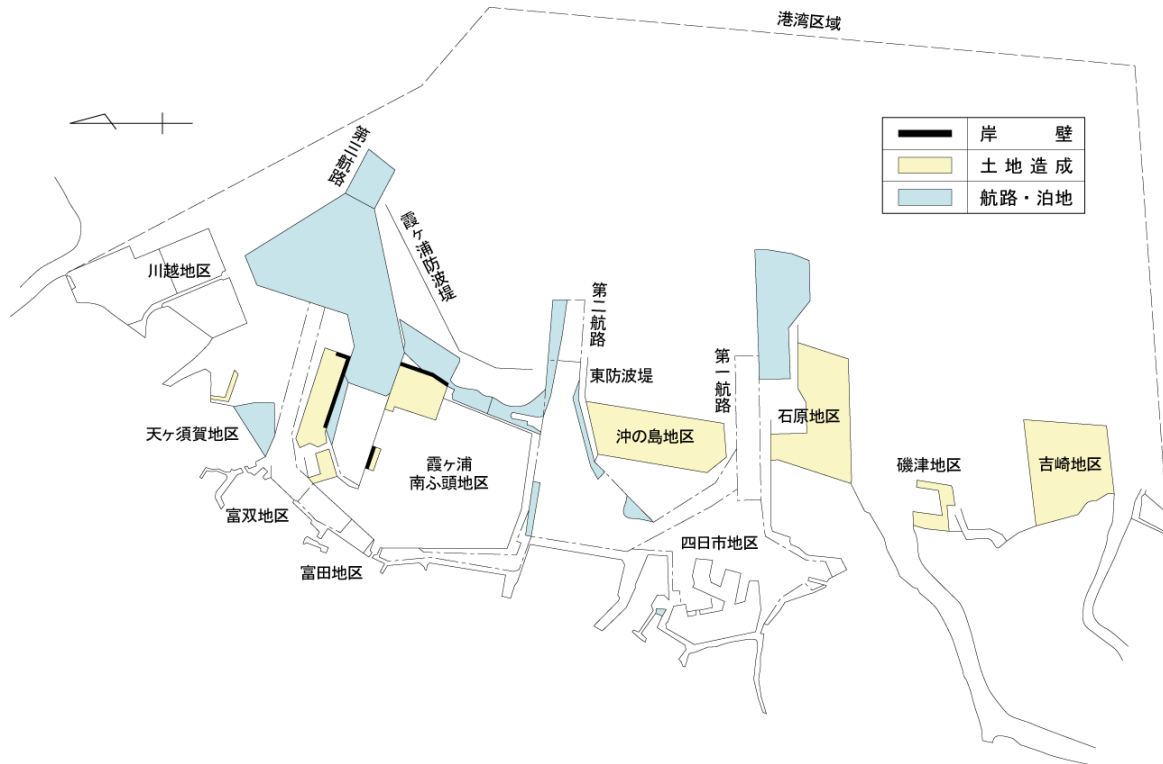 港湾区域
岸 壁
土地造成
航路・泊地
第三航路
霞ヶ浦防波堤
川越地区
第二航路
東防波堤
第一航路
石原地区
沖の島地区
天ヶ須賀地区
霞ヶ浦
南ふ頭地区
磯津地区
吉崎地区
富双地区
四日市地区
富田地区